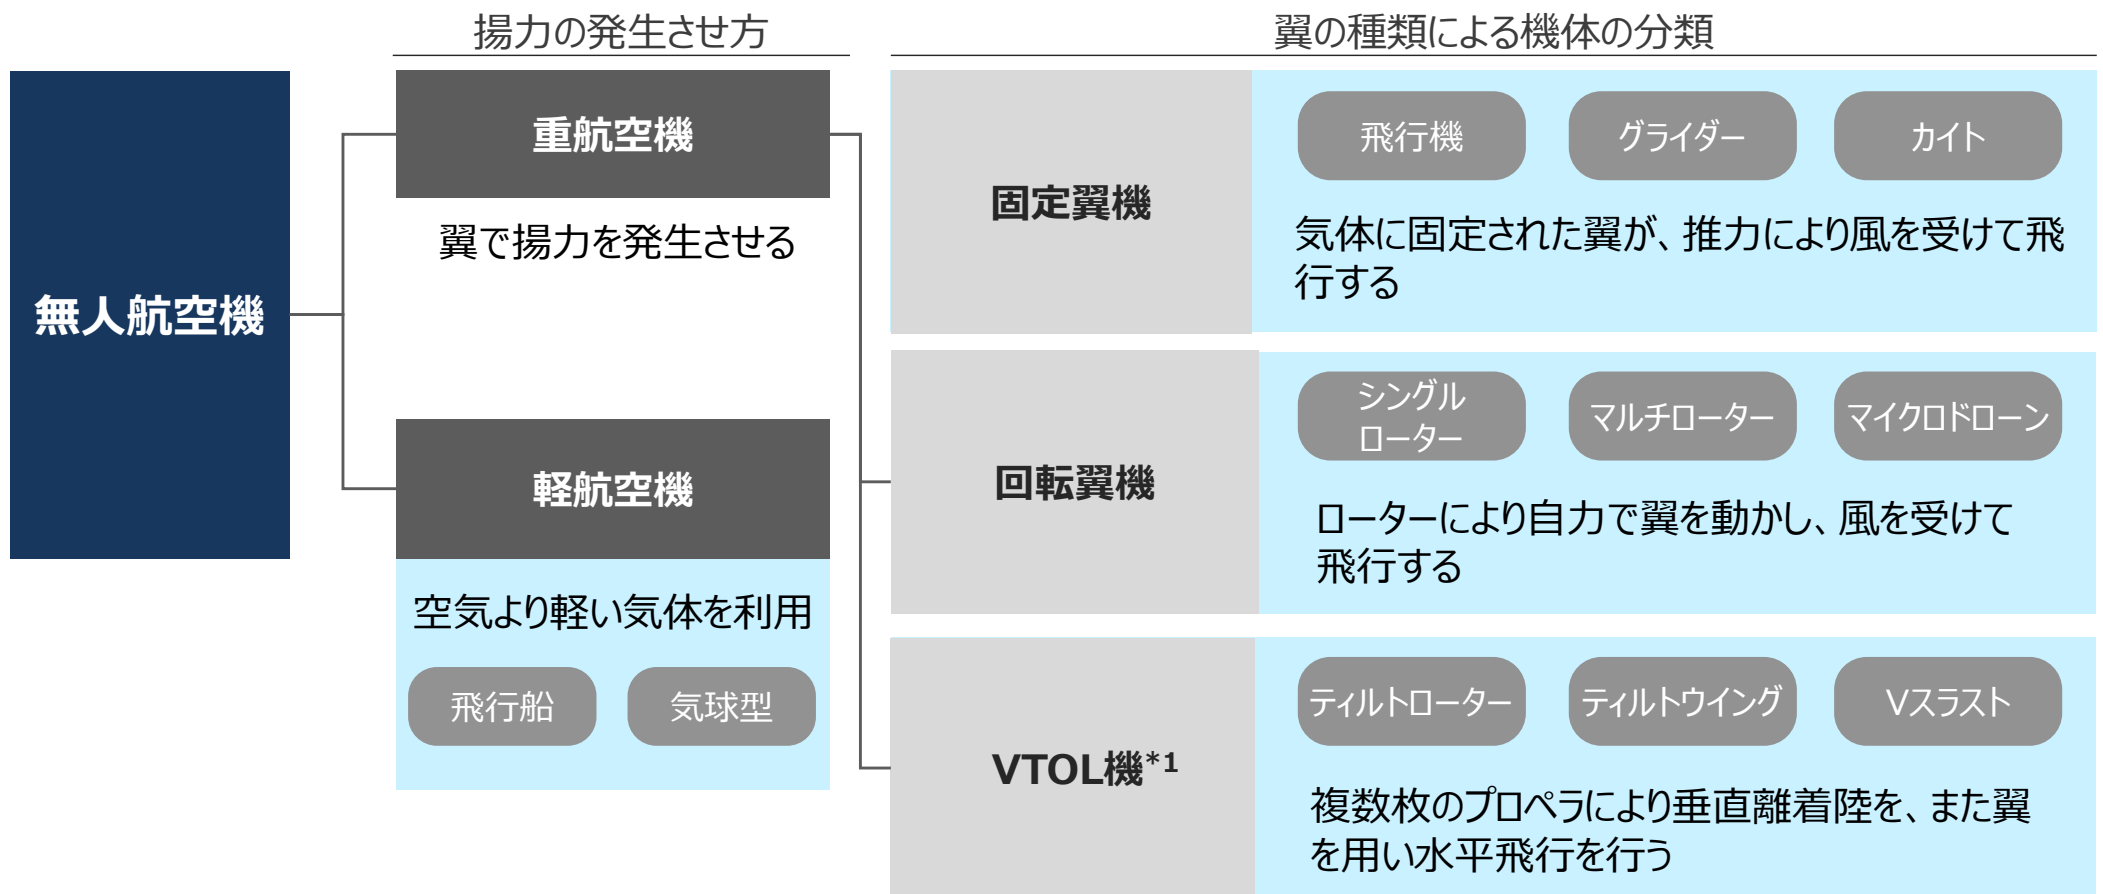 揚力の発生させ方
翼の種類による機体の分類
無人航空機
重航空機
翼で揚力を発生させる
軽航空機
空気より軽い気体を利用
飛行船
気球型
固定翼機
飛行機
グライダー
カイト
気体に固定された翼が、推力により風を受けて飛
行する
回転翼機
シングル
ローター
マルチローター
マイクロドローン
ローターにより自力で翼を動かし、風を受けて
飛行する
VTOL機*1
ティルトローター
ティルトウイング
Vスラスト
複数枚のプロペラにより垂直離着陸を、また翼
を用い水平飛行を行う